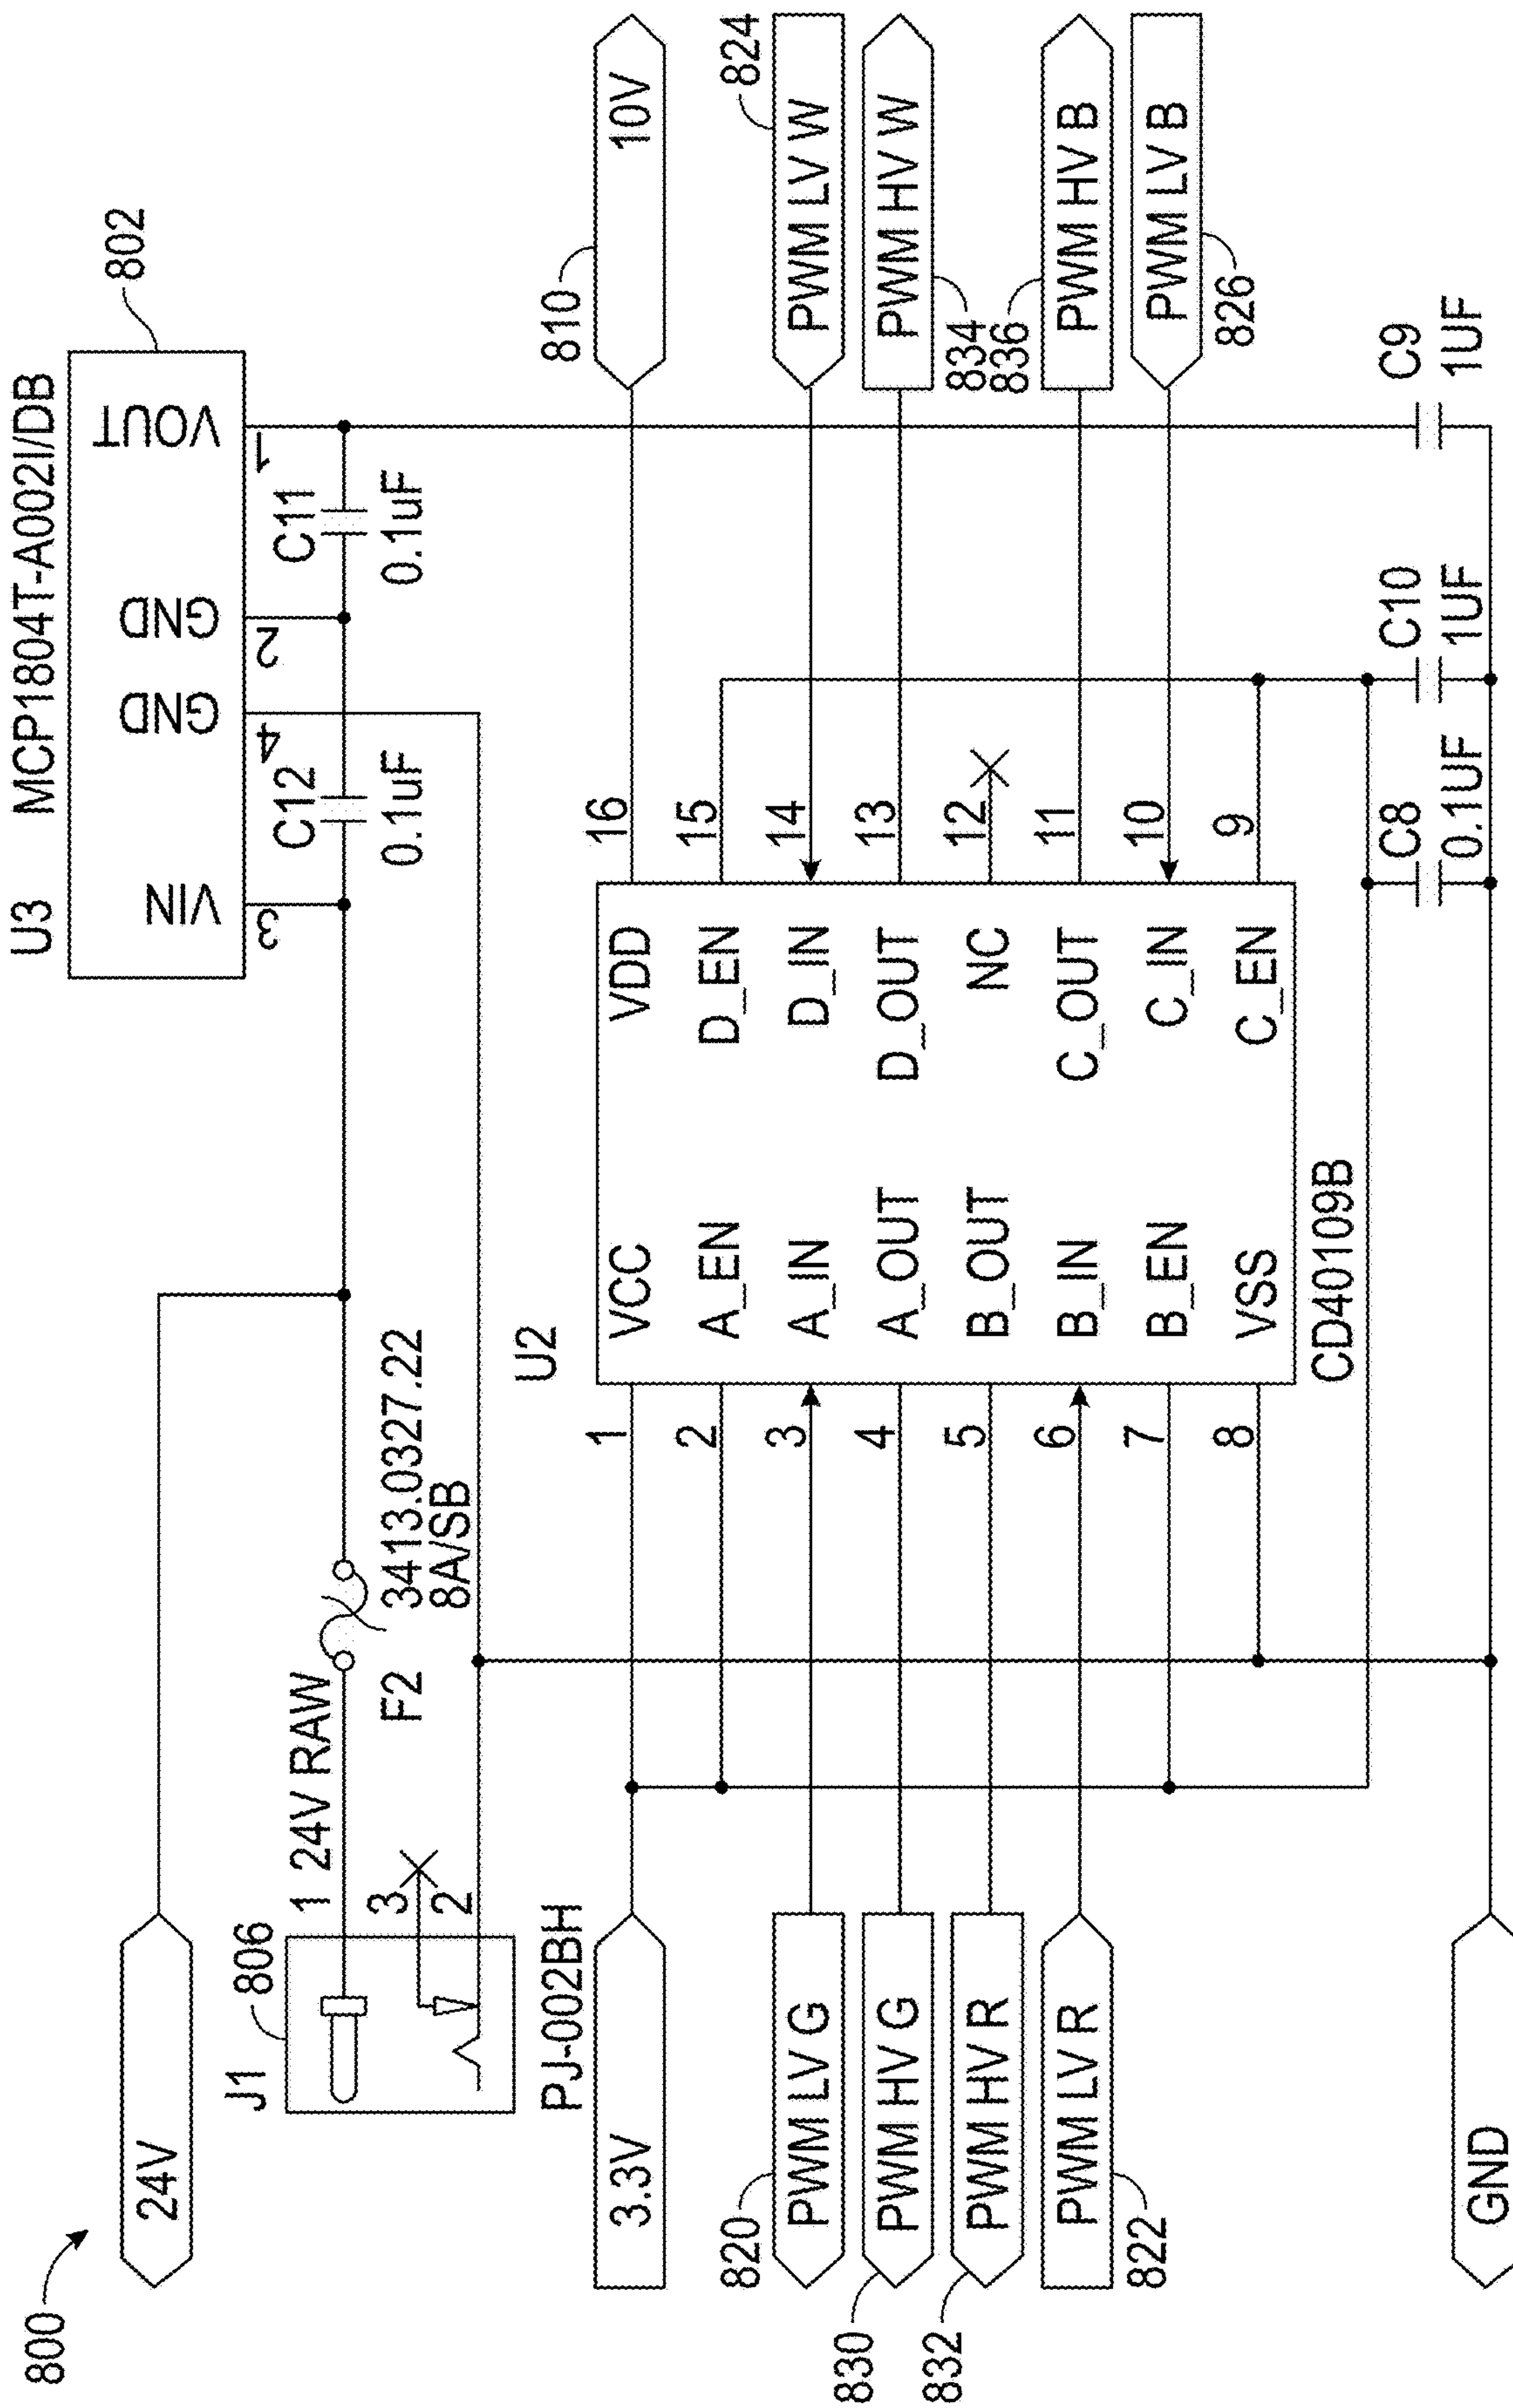 800
24V
J1
806
1
24V RAW
3
2
PJ-002BH
F2
3413.0327.22
8A/SB
U3
MCP1804T-A002I/DB
802
VIN
GND
GND
VOUT
3
4
2
1
C12
0.1uF
C11
0.1uF
810
10V
3.3V
U2
1
VCC
VDD
16
2
A_EN
D_EN
15
820
PWM LV G
3
A_IN
D_IN
14
PWM LV W
824
830
PWM HV G
4
A_OUT
D_OUT
13
PWM HV W
834
832
PWM HV R
5
B_OUT
NC
12
822
PWM LV R
6
B_IN
C_OUT
11
PWM HV B
836
7
B_EN
C_IN
10
PWM LV B
826
8
VSS
C_EN
9
CD40109B
C8
0.1UF
C10
1UF
C9
1UF
GND